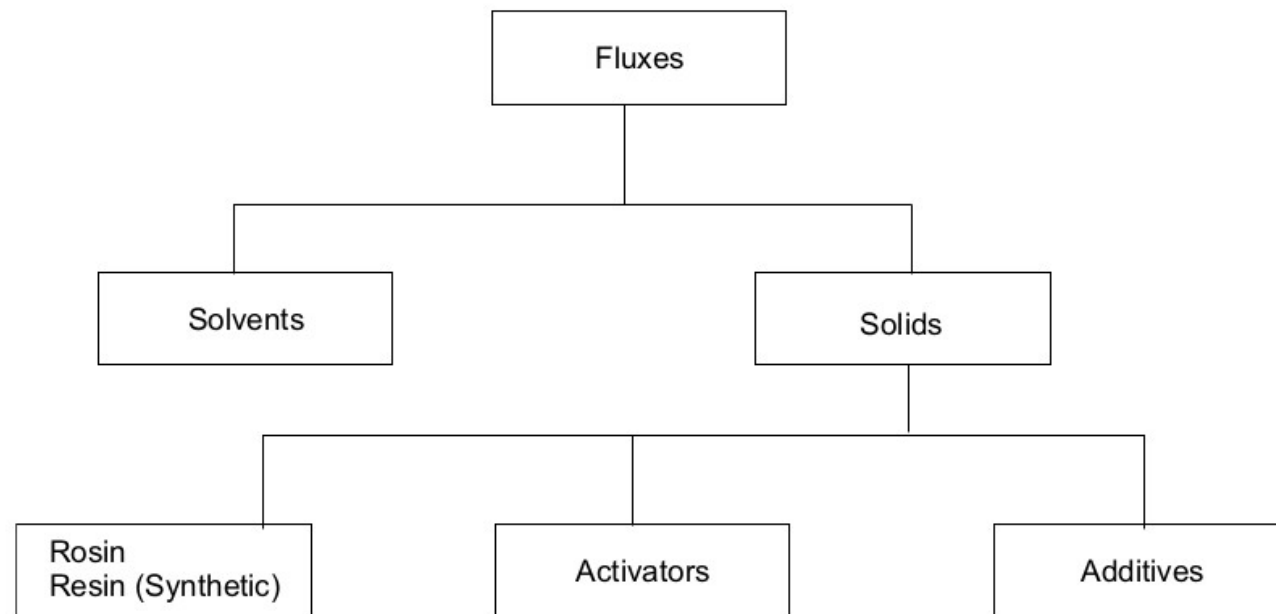 Fluxes
Solvents
Solids
Rosin
Resin (Synthetic)
Activators
Additives